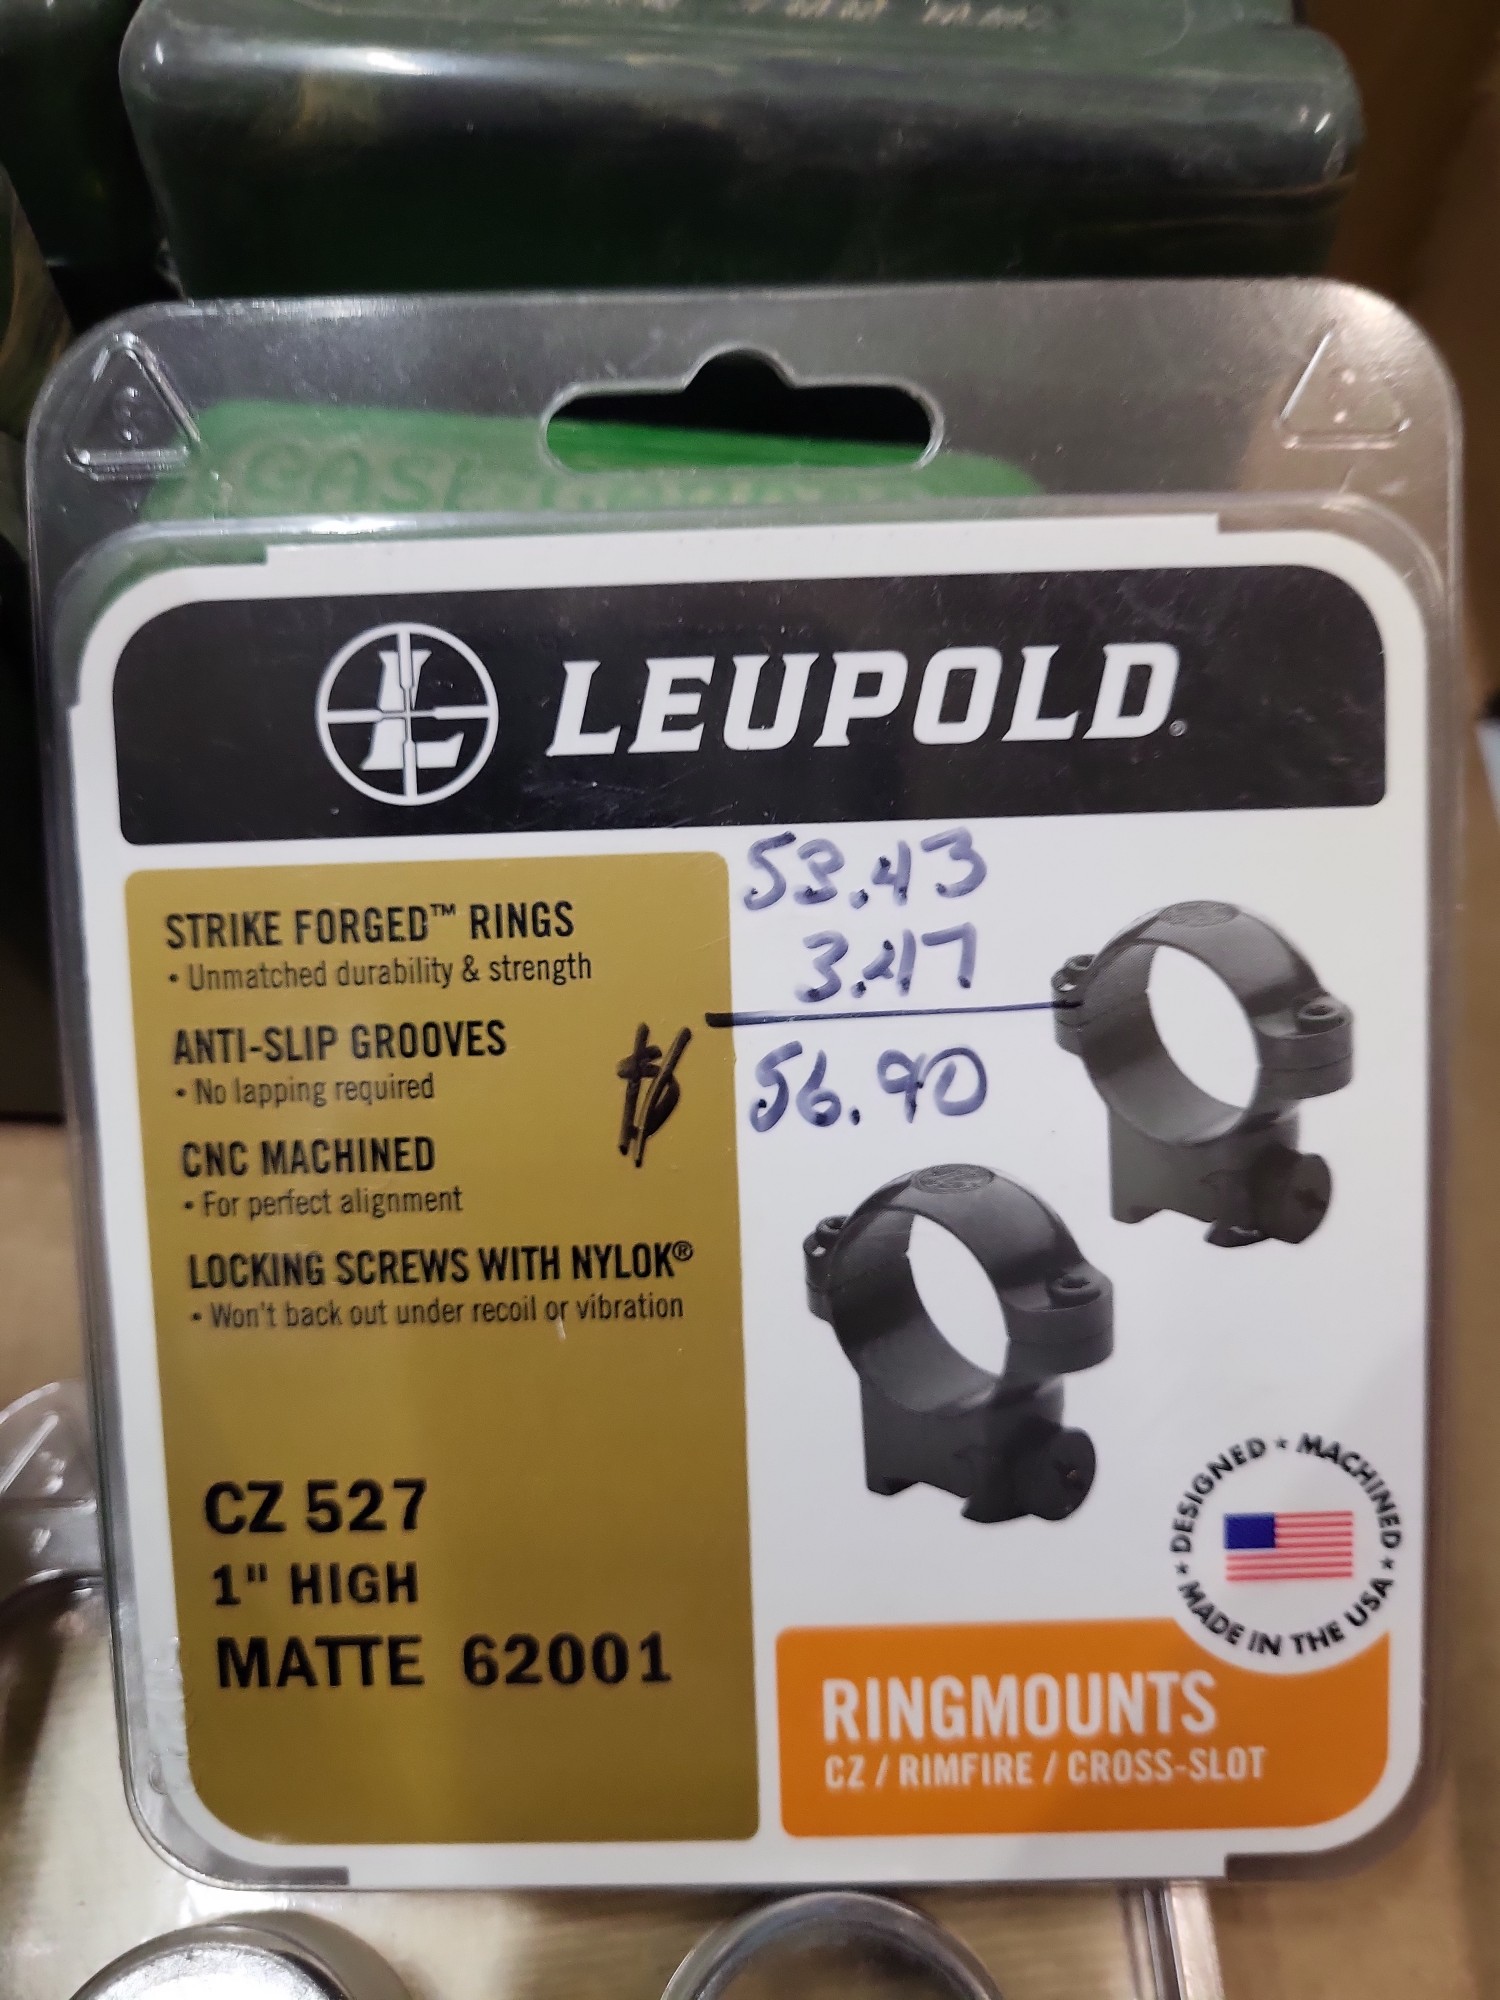 LEUPOLD®
STRIKE FORGED™ RINGS
• Unmatched durability & strength
ANTI-SLIP GROOVES
• No lapping required
CNC MACHINED
• For perfect alignment
LOCKING SCREWS WITH NYLOK®
• Won't back out under recoil or vibration
53.43
3.47
56.90
CZ 527
1" HIGH
MATTE 62001
DESIGNED ★ MACHINED ★ MADE IN THE USA ★
RINGMOUNTS
CZ / RIMFIRE / CROSS-SLOT